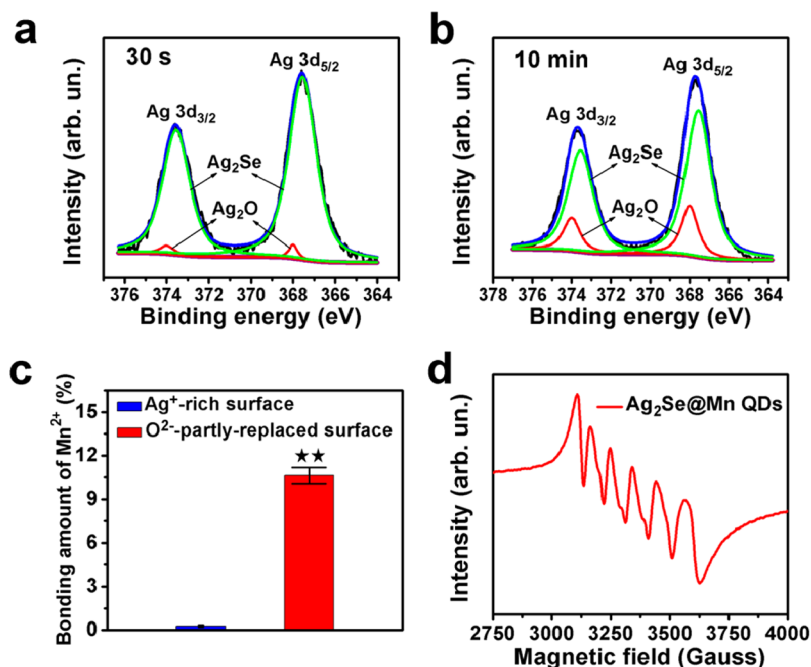 a
30 s
Ag 3d5/2
Ag 3d3/2
Ag2Se
Ag2O
Intensity (arb. un.)
376 374 372 370 368 366 364
Binding energy (eV)
b
10 min
Ag 3d5/2
Ag 3d3/2
Ag2Se
Ag2O
Intensity (arb. un.)
378 376 374 372 370 368 366 364
Binding energy (eV)
c
Bonding amount of Mn2+ (%)
15
12
9
6
3
0
Ag+-rich surface
O2--partly-replaced surface
★★
d
Ag2Se@Mn QDs
Intensity (arb. un.)
2750 3000 3250 3500 3750 4000
Magnetic field (Gauss)